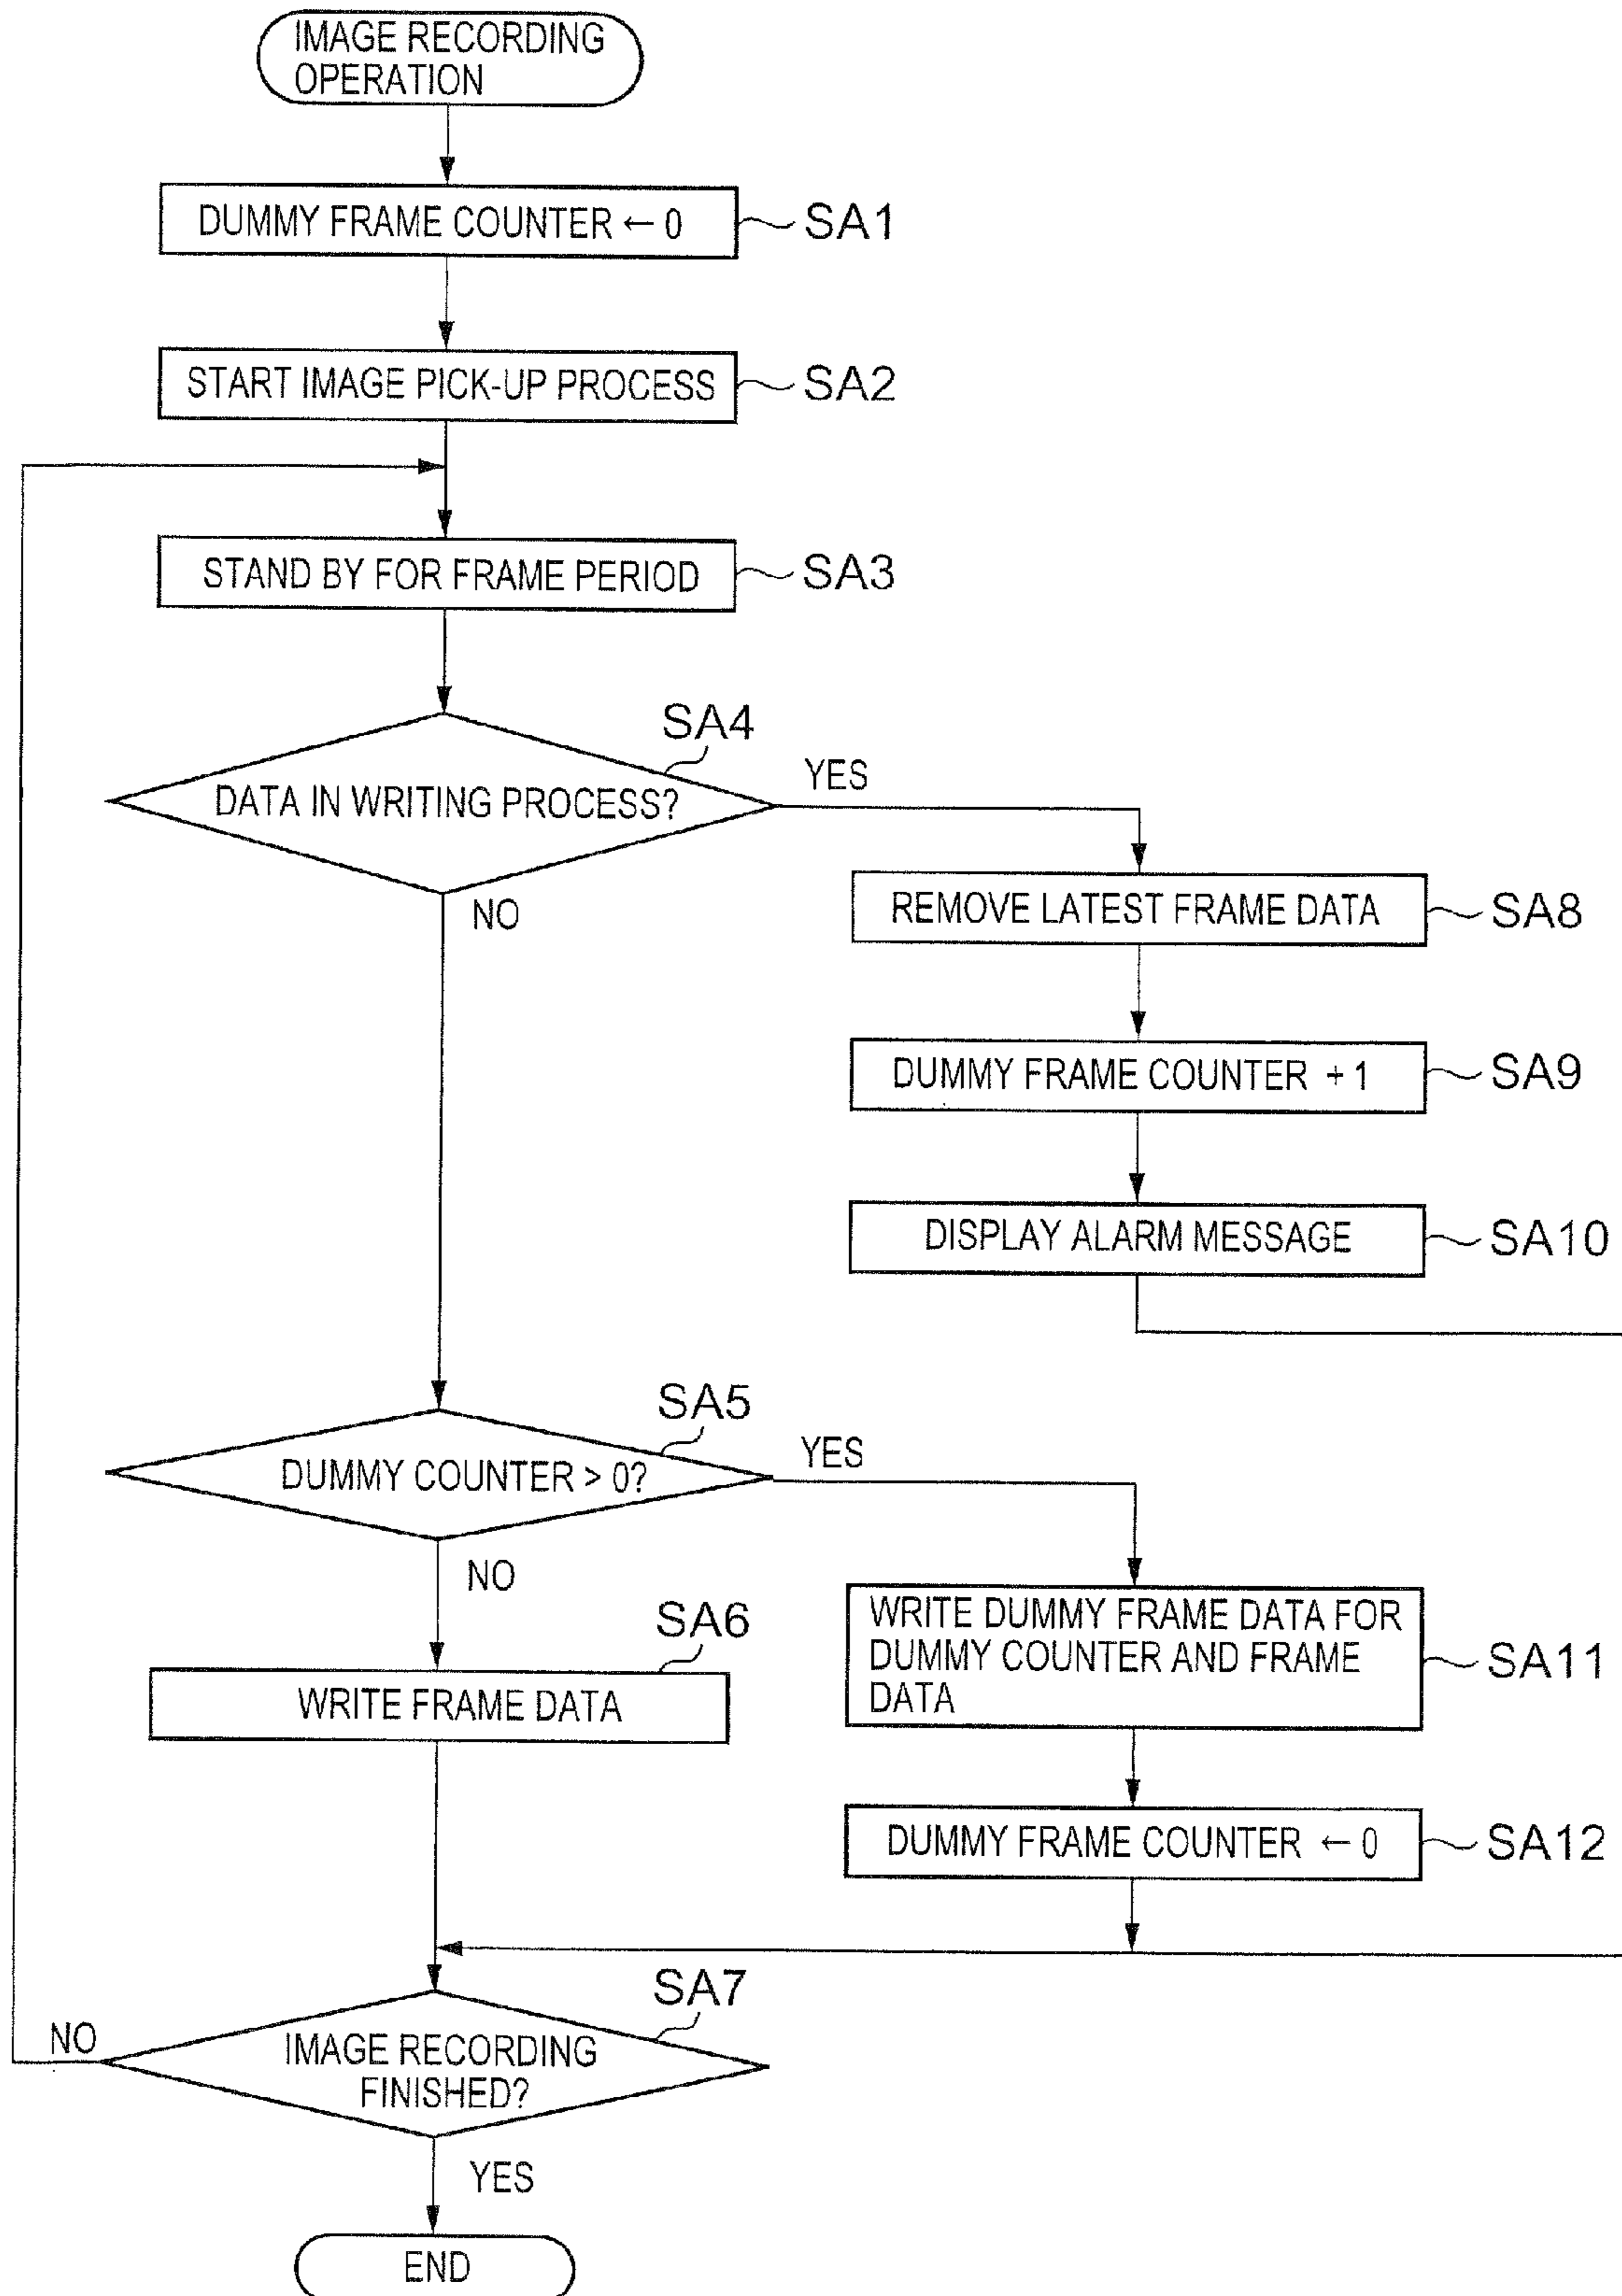 IMAGE RECORDING
OPERATION
DUMMY FRAME COUNTER ← 0
SA1
START IMAGE PICK-UP PROCESS
SA2
STAND BY FOR FRAME PERIOD
SA3
SA4
DATA IN WRITING PROCESS?
YES
NO
REMOVE LATEST FRAME DATA
SA8
DUMMY FRAME COUNTER + 1
SA9
DISPLAY ALARM MESSAGE
SA10
SA5
DUMMY COUNTER > 0?
YES
NO
SA6
WRITE FRAME DATA
WRITE DUMMY FRAME DATA FOR
DUMMY COUNTER AND FRAME
DATA
SA11
DUMMY FRAME COUNTER ← 0
SA12
SA7
NO
IMAGE RECORDING
FINISHED?
YES
END